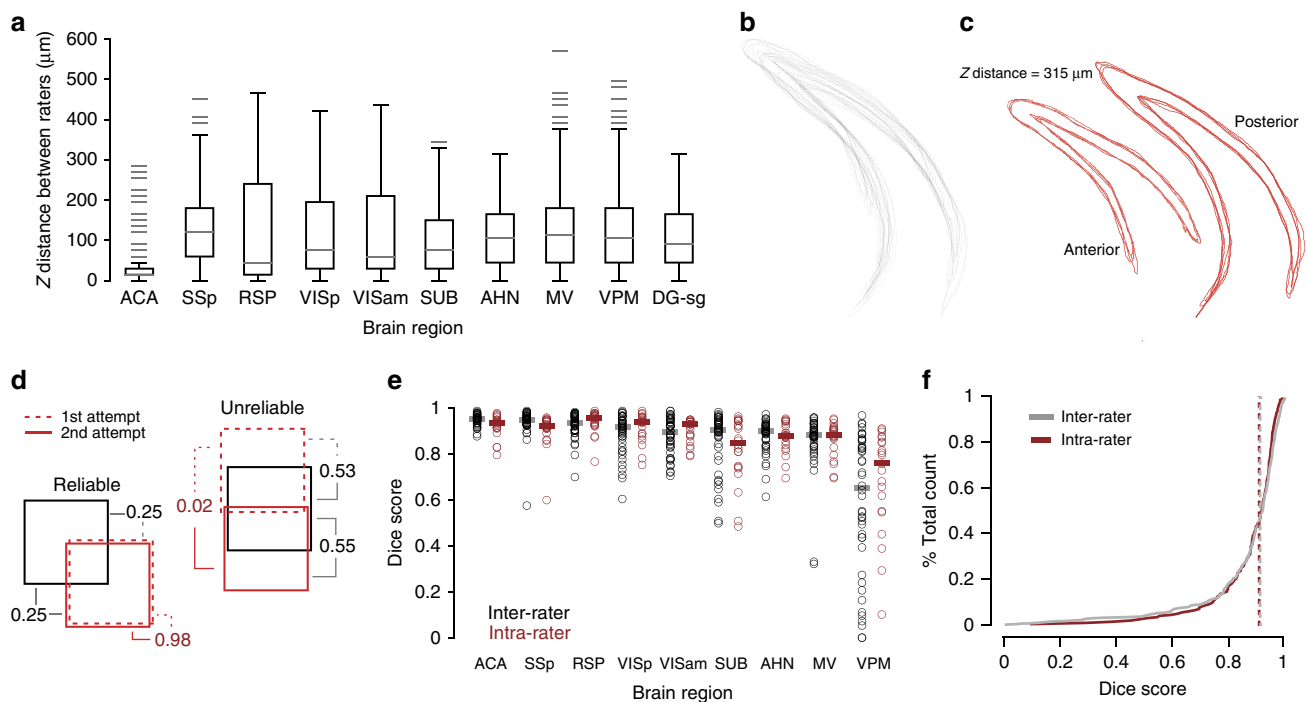 a
Z distance between raters (μm)
600
500
400
300
200
100
0
ACA SSp RSP VISp VISam SUB AHN MV VPM DG-sg
Brain region
b
c
Z distance = 315 μm
Posterior
Anterior
d
1st attempt
2nd attempt
Unreliable
Reliable
0.25
0.25
0.98
0.02
0.53
0.55
e
Dice score
1
0.8
0.6
0.4
0.2
0
Inter-rater
Intra-rater
ACA SSp RSP VISp VISam SUB AHN MV VPM
Brain region
f
% Total count
1
0.8
0.6
0.4
0.2
0
Inter-rater
Intra-rater
0 0.2 0.4 0.6 0.8 1
Dice score